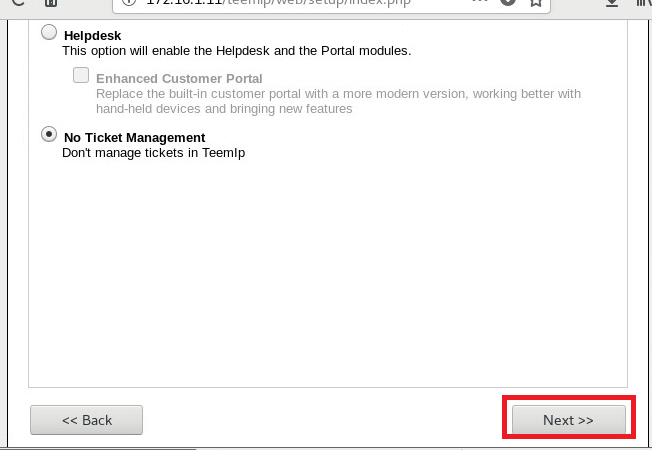 172.16.1.11/teemip/web/setup/index.php
Helpdesk
This option will enable the Helpdesk and the Portal modules.
Enhanced Customer Portal
Replace the built-in customer portal with a more modern version, working better with
hand-held devices and bringing new features
No Ticket Management
Don't manage tickets in TeemIp
<< Back
Next >>